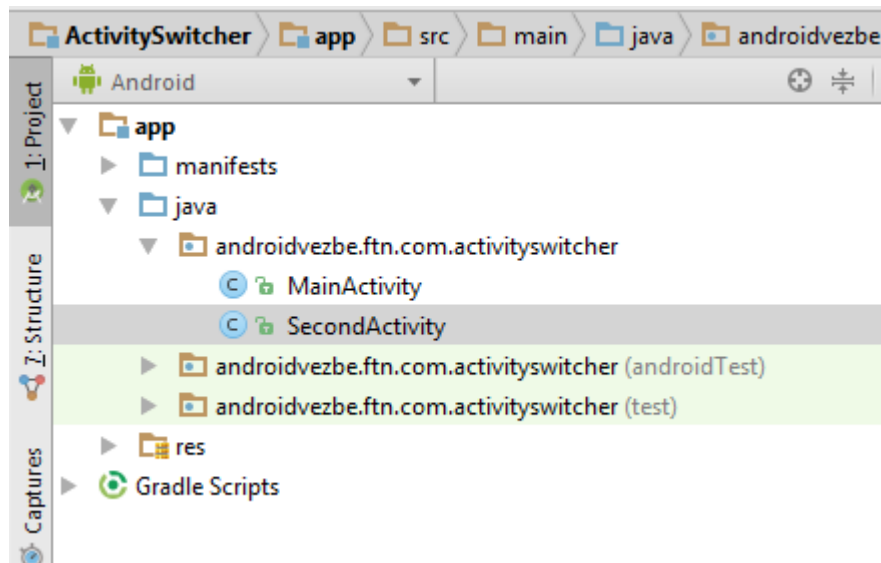 ActivitySwitcher app src main java androidvezbe
Android
1: Project
app
manifests
java
androidvezbe.ftn.com.activityswitcher
C MainActivity
C SecondActivity
androidvezbe.ftn.com.activityswitcher (androidTest)
androidvezbe.ftn.com.activityswitcher (test)
res
Gradle Scripts
7: Structure
Captures